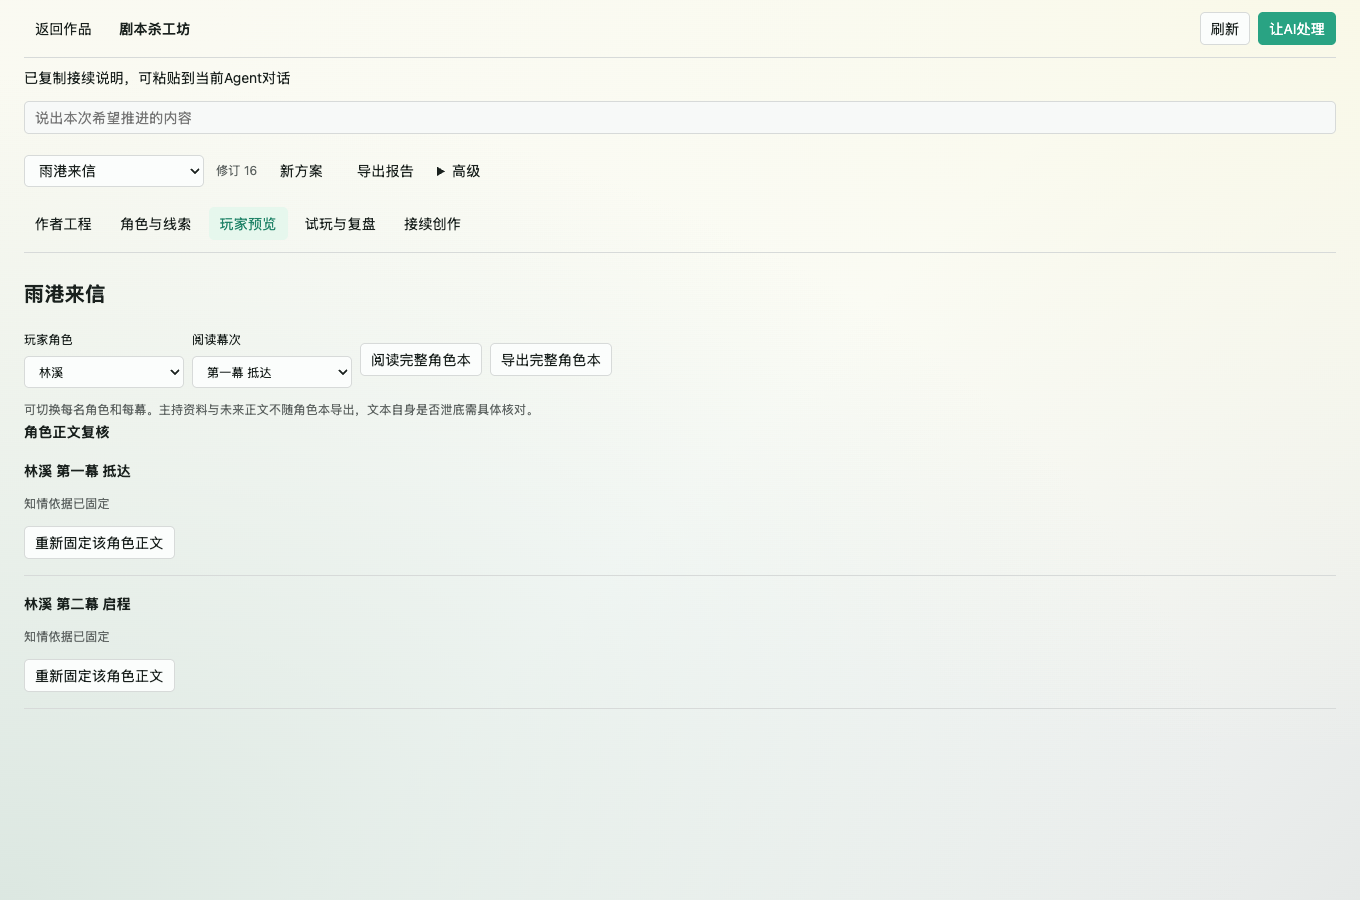 返回作品 剧本杀工坊 刷新 让AI处理
已复制接续说明，可粘贴到当前Agent对话
说出本次希望推进的内容
雨港来信 修订 16 新方案 导出报告 ▶ 高级
作者工程 角色与线索 玩家预览 试玩与复盘 接续创作
雨港来信
玩家角色 阅读幕次
林溪 第一幕 抵达 阅读完整角色本 导出完整角色本
可切换每名角色和每幕。主持资料与未来正文不随角色本导出，文本自身是否泄底需具体核对。
角色正文复核
林溪 第一幕 抵达
知情依据已固定
重新固定该角色正文
林溪 第二幕 启程
知情依据已固定
重新固定该角色正文